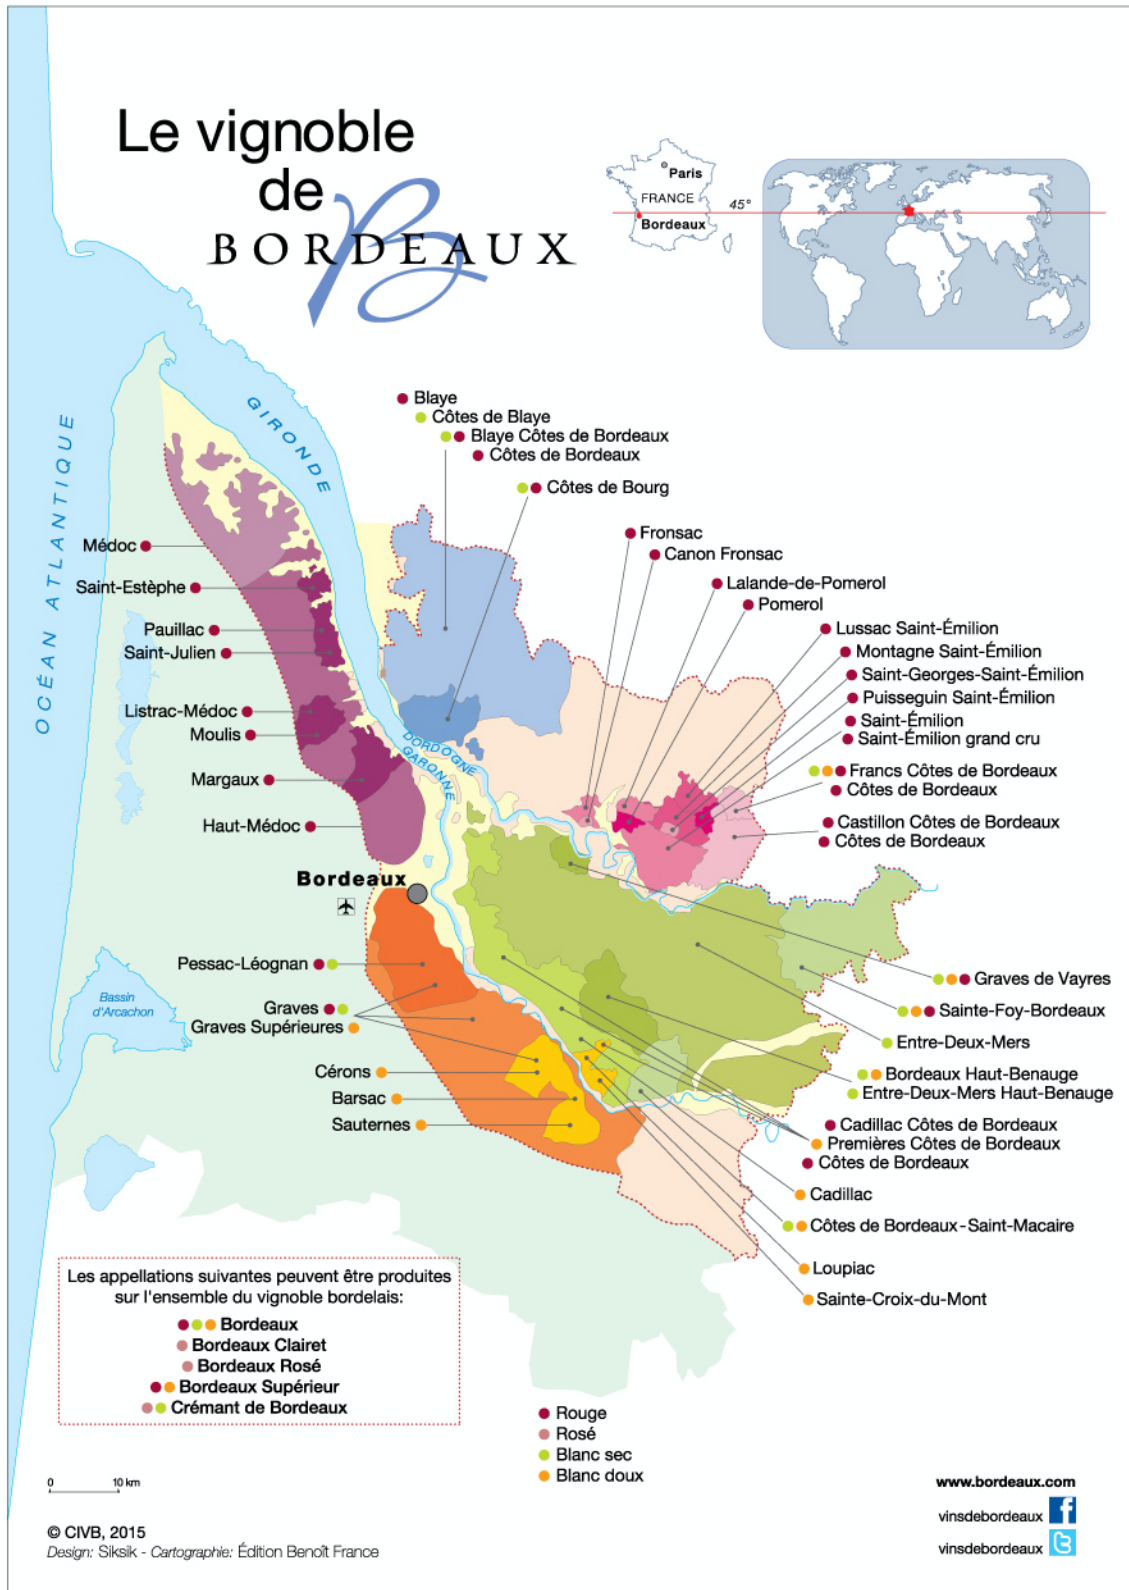 Le vignoble
de
BORDEAUX
Paris
FRANCE
45°
Bordeaux
OCÉAN ATLANTIQUE
GIRONDE
Blaye
Côtes de Blaye
Blaye Côtes de Bordeaux
Côtes de Bordeaux
Côtes de Bourg
Fronsac
Canon Fronsac
Lalande-de-Pomerol
Pomerol
Lussac Saint-Émilion
Montagne Saint-Émilion
Saint-Georges-Saint-Émilion
Puisseguin Saint-Émilion
Saint-Émilion
Saint-Émilion grand cru
Francs Côtes de Bordeaux
Côtes de Bordeaux
Castillon Côtes de Bordeaux
Côtes de Bordeaux
Médoc
Saint-Estèphe
Pauillac
Saint-Julien
Listrac-Médoc
Moulis
Margaux
Haut-Médoc
DORDOGNE
GARONNE
Bordeaux
Pessac-Léognan
Graves
Graves Supérieures
Cérons
Barsac
Sauternes
Bassin
d'Arcachon
Graves de Vayres
Sainte-Foy-Bordeaux
Entre-Deux-Mers
Bordeaux Haut-Benauge
Entre-Deux-Mers Haut-Benauge
Cadillac Côtes de Bordeaux
Premières Côtes de Bordeaux
Côtes de Bordeaux
Cadillac
Côtes de Bordeaux-Saint-Macaire
Loupiac
Sainte-Croix-du-Mont
Les appellations suivantes peuvent être produites
sur l'ensemble du vignoble bordelais:
Bordeaux
Bordeaux Clairet
Bordeaux Rosé
Bordeaux Supérieur
Crémant de Bordeaux
Rouge
Rosé
Blanc sec
Blanc doux
0 10 km
© CIVB, 2015
Design: Siksik - Cartographie: Édition Benoît France
www.bordeaux.com
vinsdebordeaux
vinsdebordeaux